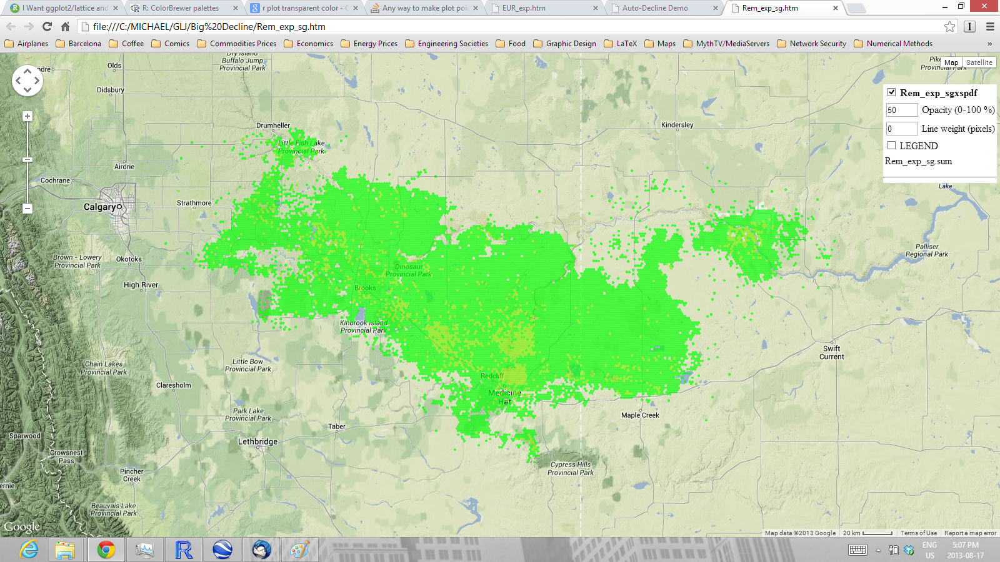 I Want ggplot2/lattice and
R: ColorBrewer palettes
r plot transparent color -
Any way to make plot poi
EUR_exp.htm
Auto-Decline Demo
Rem_exp_sg.htm
file:///C:/MICHAEL/GLJ/Big%20Decline/Rem_exp_sg.htm
Airplanes
Barcelona
Coffee
Comics
Commodities Prices
Economics
Energy Prices
Engineering Societies
Food
Graphic Design
LaTeX
Maps
MythTV/MediaServers
Network Security
Numerical Methods
»
Dry Island
Buffalo Jump
Provincial Park
Olds
Didsbury
Map
Satellite
Provincial Park
Rem_exp_sgxspdf
50 Opacity (0-100 %)
0 Line weight (pixels)
LEGEND
Rem_exp_sg.sum
Lake
Drumheller
Little Fish Lake
Provincial Park
Kindersley
Airdrie
Cochrane
Calgary
Strathmore
Brown - Lowery
Provincial Park
Okotoks
High River
Dinosaur
Provincial Park
Brooks
Kinbrook Island
Provincial Park
Palliser
Regional Park
Chain Lakes
Provincial Park
Little Bow
Provincial Park
Claresholm
Redcliff
Medicine
Hat
Swift
Current
Maple Creek
Park Lake
Provincial Park
Taber
Lethbridge
Sparwood
Crowsnest
Pass
Pincher
Creek
Cypress Hills
Provincial Park
Beauvais Lake
Provincial Park
Google
Map data ©2013 Google
20 km
Terms of Use
Report a map error
ENG
US
5:07 PM
2013-08-17